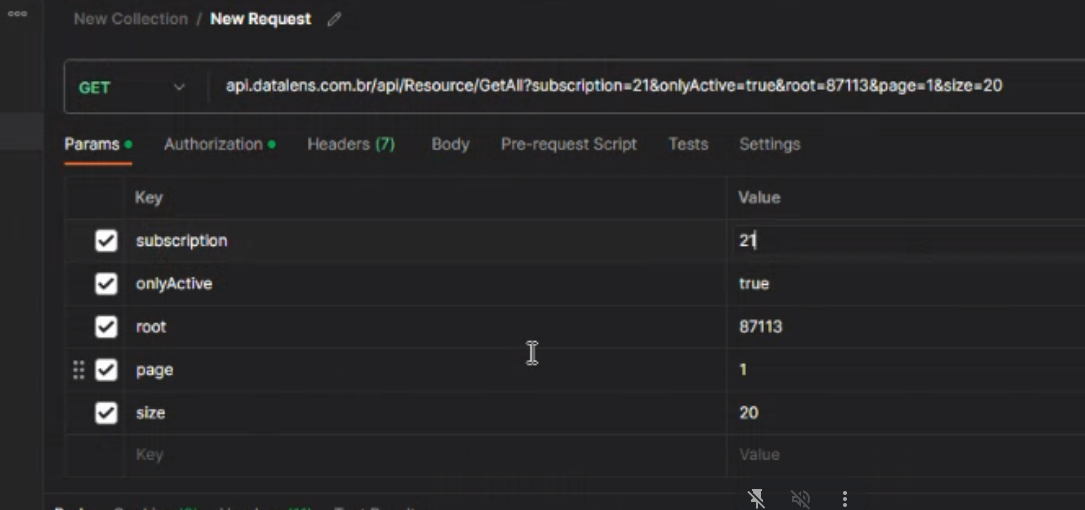 New Collection / New Request
GET api.datalens.com.br/api/Resource/GetAll?subscription=21&onlyActive=true&root=87113&page=1&size=20
Params Authorization Headers (7) Body Pre-request Script Tests Settings
Key Value
subscription 21
onlyActive true
root 87113
page 1
size 20
Key Value